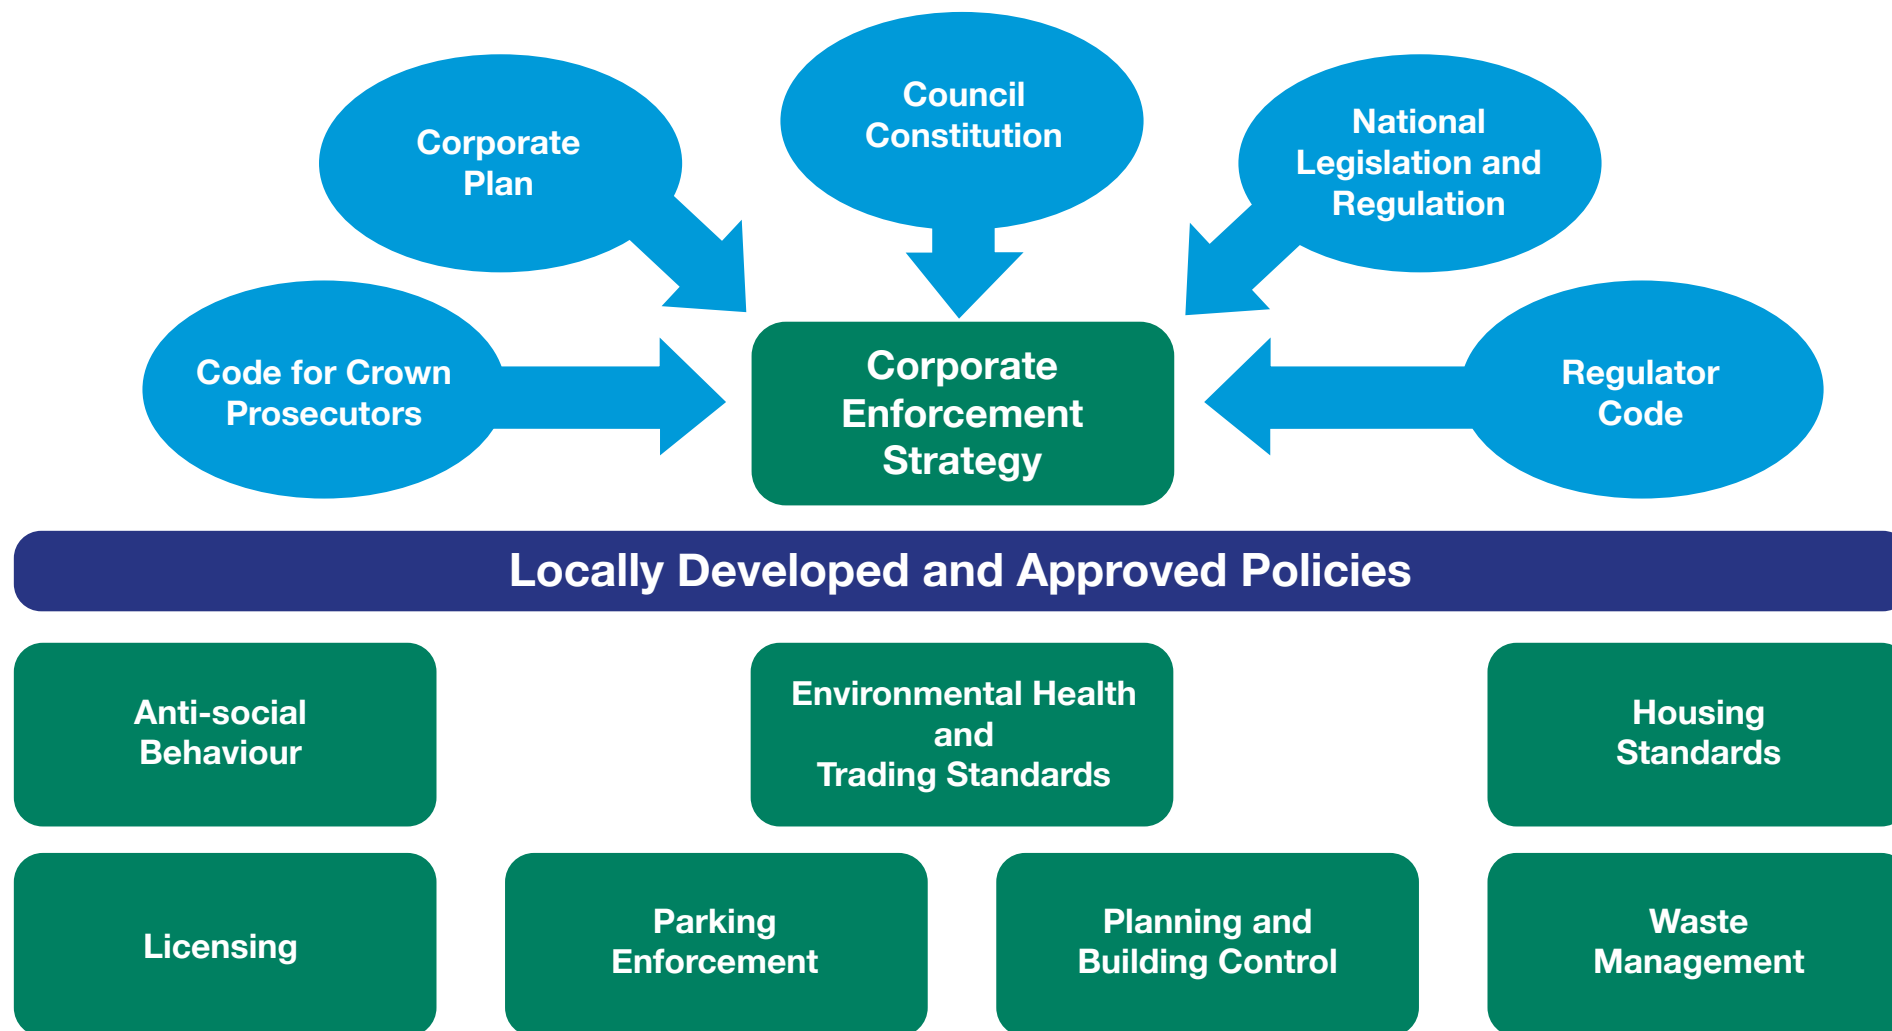 Council
Constitution
Corporate
Plan
National
Legislation and
Regulation
Code for Crown
Prosecutors
Corporate
Enforcement
Strategy
Regulator
Code
Locally Developed and Approved Policies
Anti-social
Behaviour
Environmental Health
and
Trading Standards
Housing
Standards
Licensing
Parking
Enforcement
Planning and
Building Control
Waste
Management